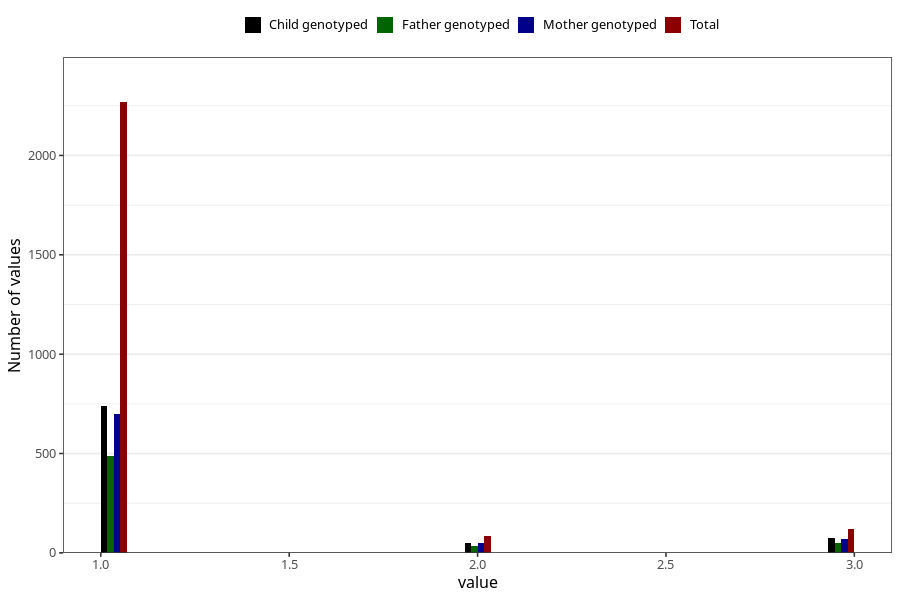 Child genotyped Father genotyped Mother genotyped Total
Number of values
2000
1500
1000
500
0
1.0 1.5 2.0 2.5 3.0
value